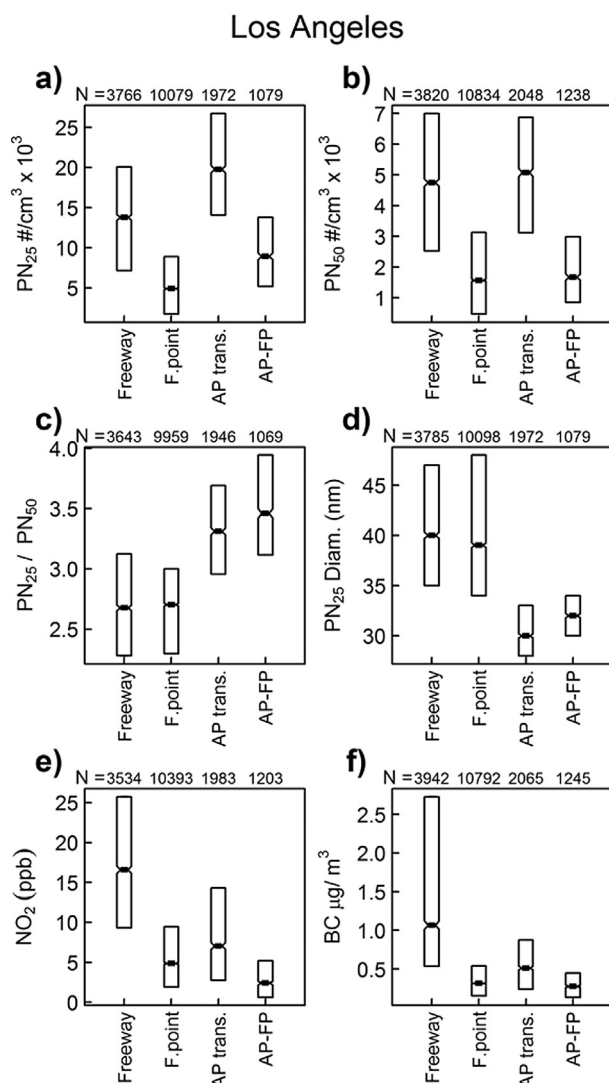 Los Angeles
a)
N = 3766 10079 1972 1079
PN25 #/cm³ x 10³
25
20
15
10
5
Freeway
F.point
AP trans.
AP-FP
b)
N = 3820 10834 2048 1238
PN50 #/cm³ x 10³
7
6
5
4
3
2
1
Freeway
F.point
AP trans.
AP-FP
c)
N = 3643 9959 1946 1069
PN25 / PN50
4.0
3.5
3.0
2.5
Freeway
F.point
AP trans.
AP-FP
d)
N = 3785 10098 1972 1079
PN25 Diam. (nm)
45
40
35
30
Freeway
F.point
AP trans.
AP-FP
e)
N = 3534 10393 1983 1203
NO2 (ppb)
25
20
15
10
5
0
Freeway
F.point
AP trans.
AP-FP
f)
N = 3942 10792 2065 1245
BC µg/ m³
2.5
2.0
1.5
1.0
0.5
Freeway
F.point
AP trans.
AP-FP